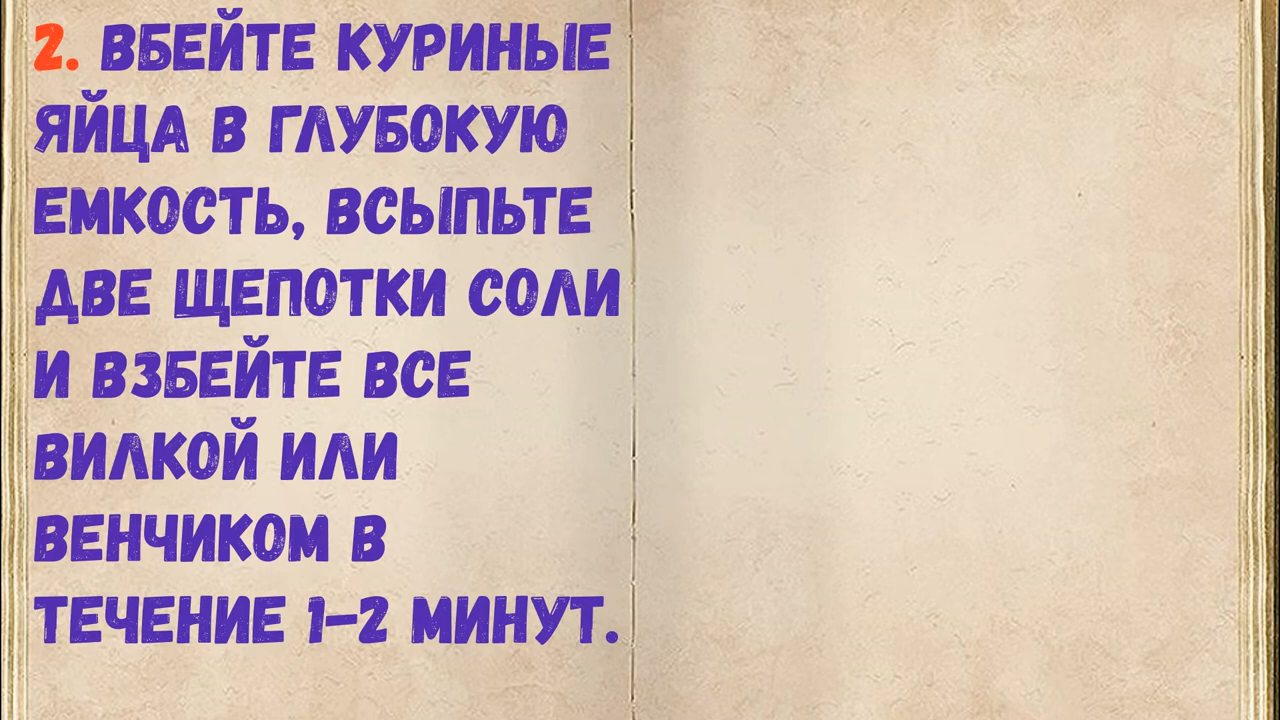 2. ВБЕЙТЕ КУРИНЫЕ
ЯЙЦА В ГЛУБОКУЮ
ЕМКОСТЬ, ВСЫПЬТЕ
ДВЕ ЩЕПОТКИ СОЛИ
И ВЗБЕЙТЕ ВСЕ
ВИЛКОЙ ИЛИ
ВЕНЧИКОМ В
ТЕЧЕНИЕ 1-2 МИНУТ.